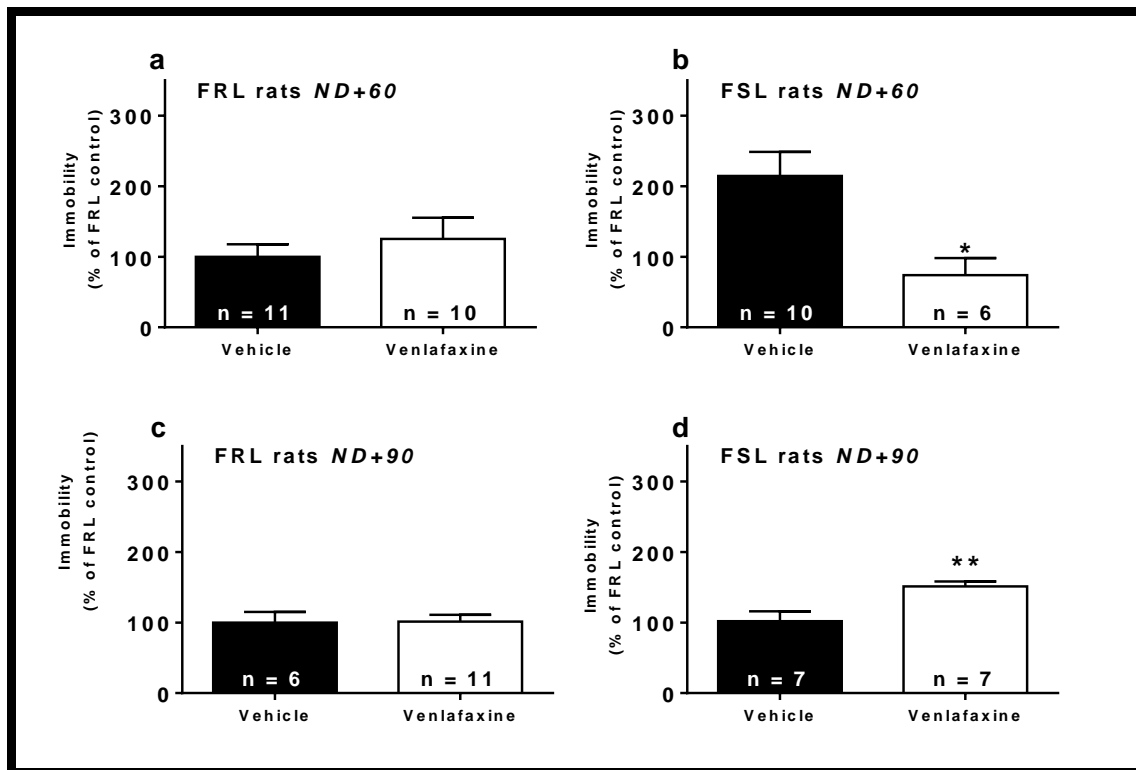 a
FRL rats ND+60
Immobility
(% of FRL control)
300
200
100
0
n = 11
n = 10
Vehicle
Venlafaxine
b
FSL rats ND+60
Immobility
(% of FRL control)
300
200
100
0
*
n = 10
n = 6
Vehicle
Venlafaxine
c
FRL rats ND+90
Immobility
(% of FRL control)
300
200
100
0
n = 6
n = 11
Vehicle
Venlafaxine
d
FSL rats ND+90
Immobility
(% of FRL control)
300
200
100
0
**
n = 7
n = 7
Vehicle
Venlafaxine